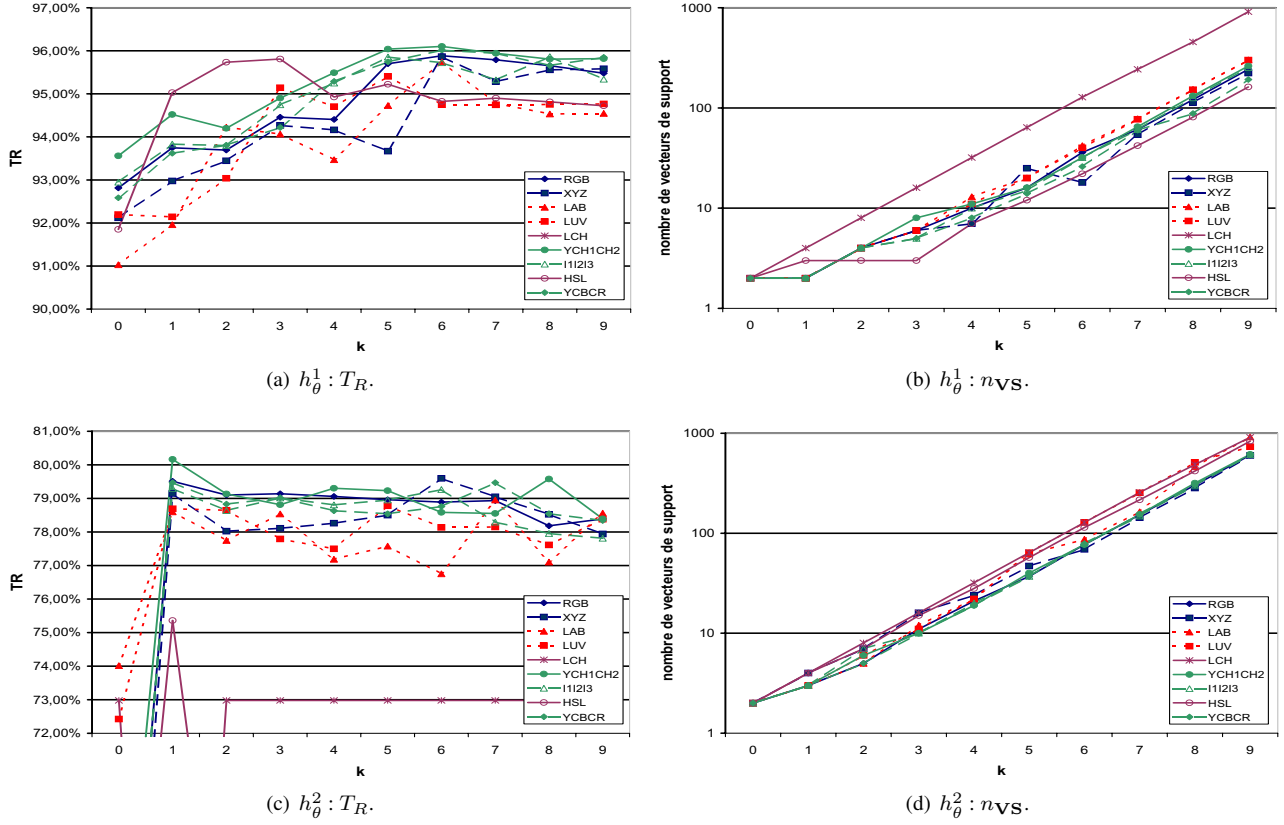 97,00%
96,00%
95,00%
94,00%
93,00%
92,00%
91,00%
90,00%
TR
0 1 2 3 4 5 6 7 8 9
k
RGB
XYZ
LAB
LUV
LCH
YCH1CH2
I1I2I3
HSL
YCBCR
(a) h¹θ : T_R.
1000
100
10
1
nombre de vecteurs de support
0 1 2 3 4 5 6 7 8 9
k
RGB
XYZ
LAB
LUV
LCH
YCH1CH2
I1I2I3
HSL
YCBCR
(b) h¹θ : n_VS.
81,00%
80,00%
79,00%
78,00%
77,00%
76,00%
75,00%
74,00%
73,00%
72,00%
TR
0 1 2 3 4 5 6 7 8 9
k
RGB
XYZ
LAB
LUV
LCH
YCH1CH2
I1I2I3
HSL
YCBCR
(c) h²θ : T_R.
1000
100
10
1
nombre de vecteurs de support
0 1 2 3 4 5 6 7 8 9
k
RGB
XYZ
LAB
LUV
LCH
YCH1CH2
I1I2I3
HSL
YCBCR
(d) h²θ : n_VS.